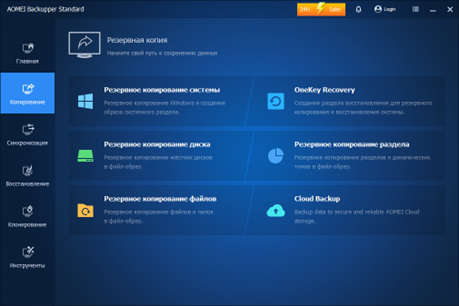 AOMEI Backupper Standard
24H Sale!
Login
Главная
Копирование
Синхронизация
Восстановление
Клонирование
Инструменты
Резервная копия
Начните свой путь к сохранению данных
Резервное копирование системы
Резервное копирование Windows и создание
образа системного раздела.
OneKey Recovery
Создание раздела восстановления для резервного
копирования и восстановления системы.
Резервное копирование диска
Резервное копирование жёстких дисков
в файл-образ.
Резервное копирование раздела
Резервное копирование разделов и динамических
томов в файл-образ.
Резервное копирование файлов
Резервное копирование файлов и папок
в файл-образ.
Cloud Backup
Backup data to secure and reliable AOMEI Cloud
storage.